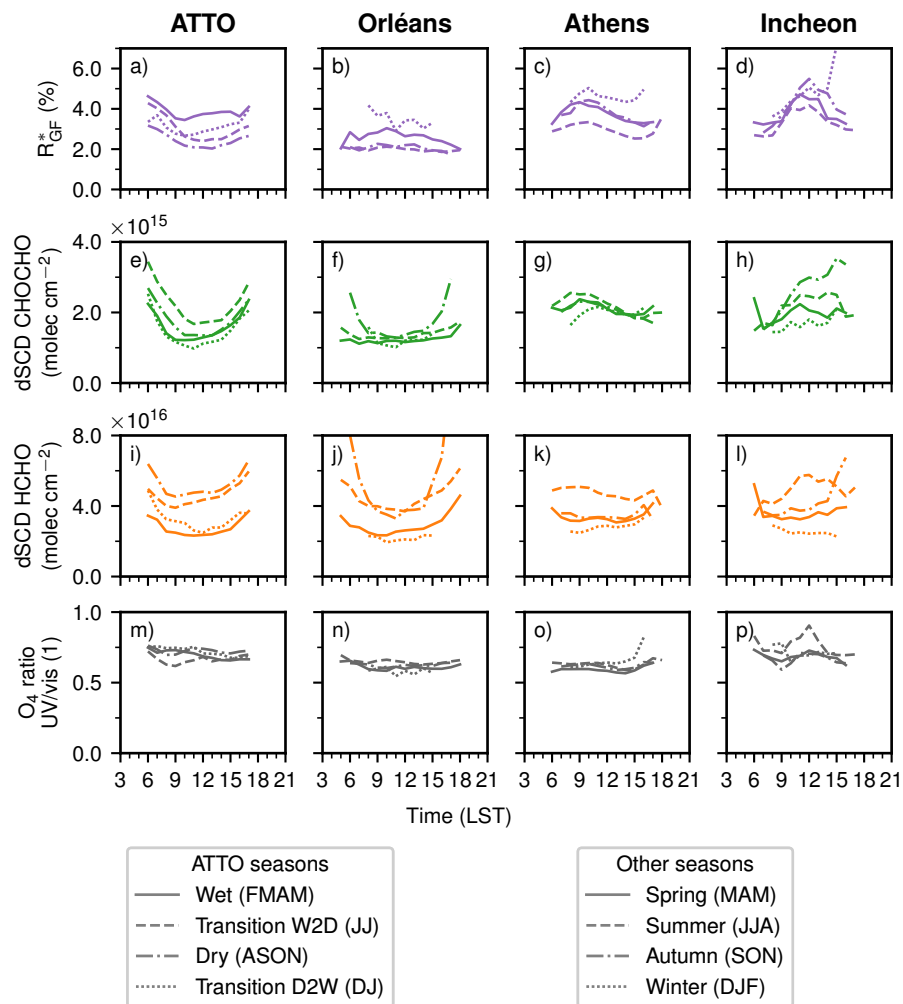 ATTO Orléans Athens Incheon
a) b) c) d)
R*GF (%)
6.0
4.0
2.0
0.0
×10^15
e) f) g) h)
dSCD CHOCHO
(molec cm−2)
4.0
2.0
0.0
×10^16
i) j) k) l)
dSCD HCHO
(molec cm−2)
8.0
4.0
0.0
m) n) o) p)
O4 ratio
UV/vis (1)
1.0
0.5
0.0
3 6 9 12 15 18 21 3 6 9 12 15 18 21 3 6 9 12 15 18 21 3 6 9 12 15 18 21
Time (LST)
ATTO seasons
Wet (FMAM)
Transition W2D (JJ)
Dry (ASON)
Transition D2W (DJ)
Other seasons
Spring (MAM)
Summer (JJA)
Autumn (SON)
Winter (DJF)